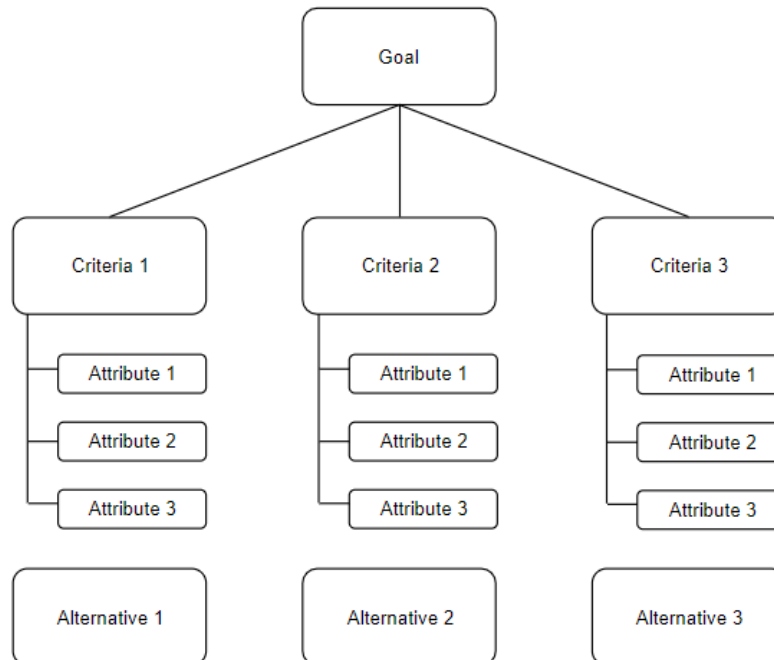 Goal
Criteria 1
Criteria 2
Criteria 3
Attribute 1
Attribute 1
Attribute 1
Attribute 2
Attribute 2
Attribute 2
Attribute 3
Attribute 3
Attribute 3
Alternative 1
Alternative 2
Alternative 3